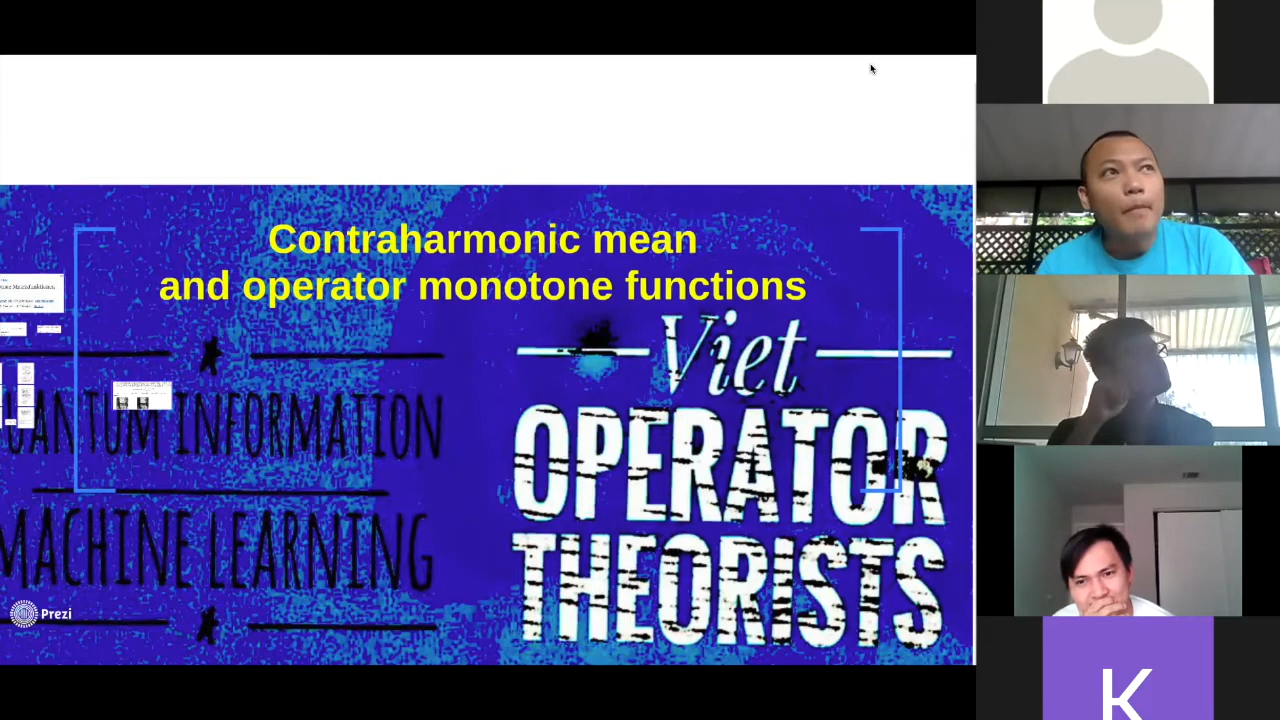 Contraharmonic mean
and operator monotone functions
Viet
OPERATOR
THEORISTS
QUANTUM INFORMATION
MACHINE LEARNING
Prezi
K